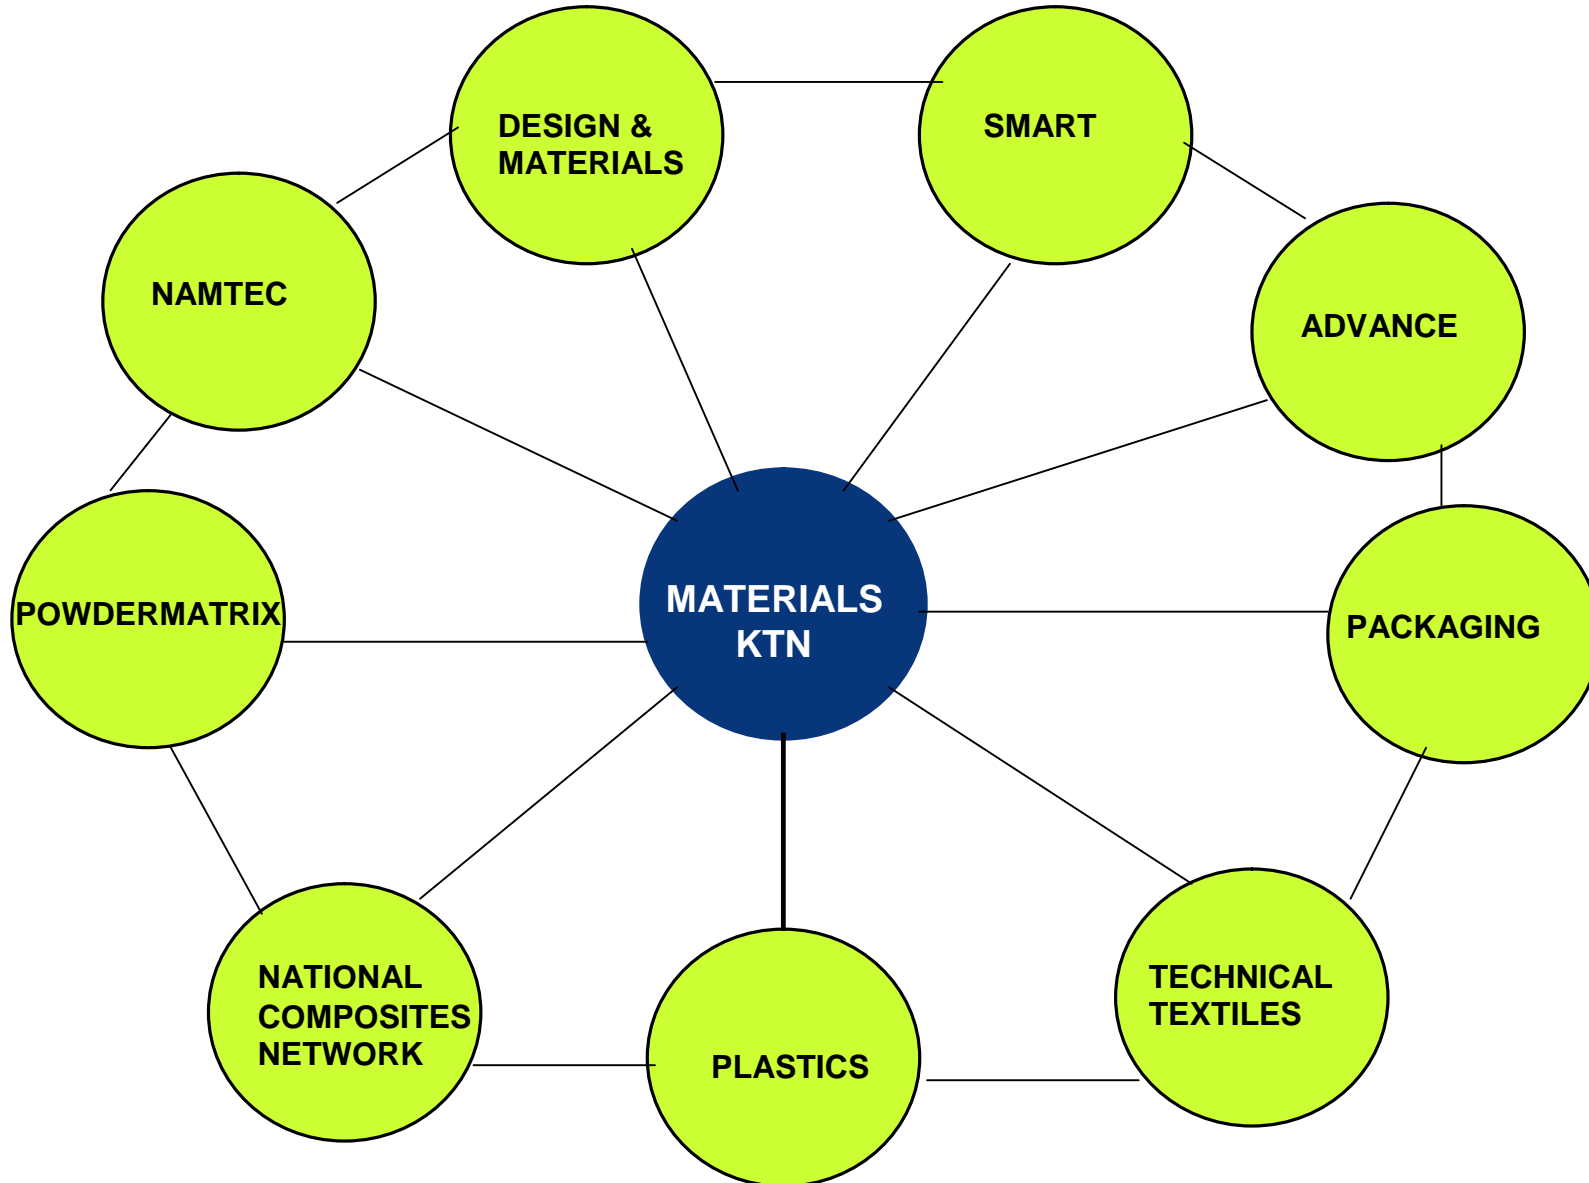 DESIGN &
MATERIALS
SMART
NAMTEC
ADVANCE
MATERIALS
KTN
POWDERMATRIX
PACKAGING
NATIONAL
COMPOSITES
NETWORK
PLASTICS
TECHNICAL
TEXTILES